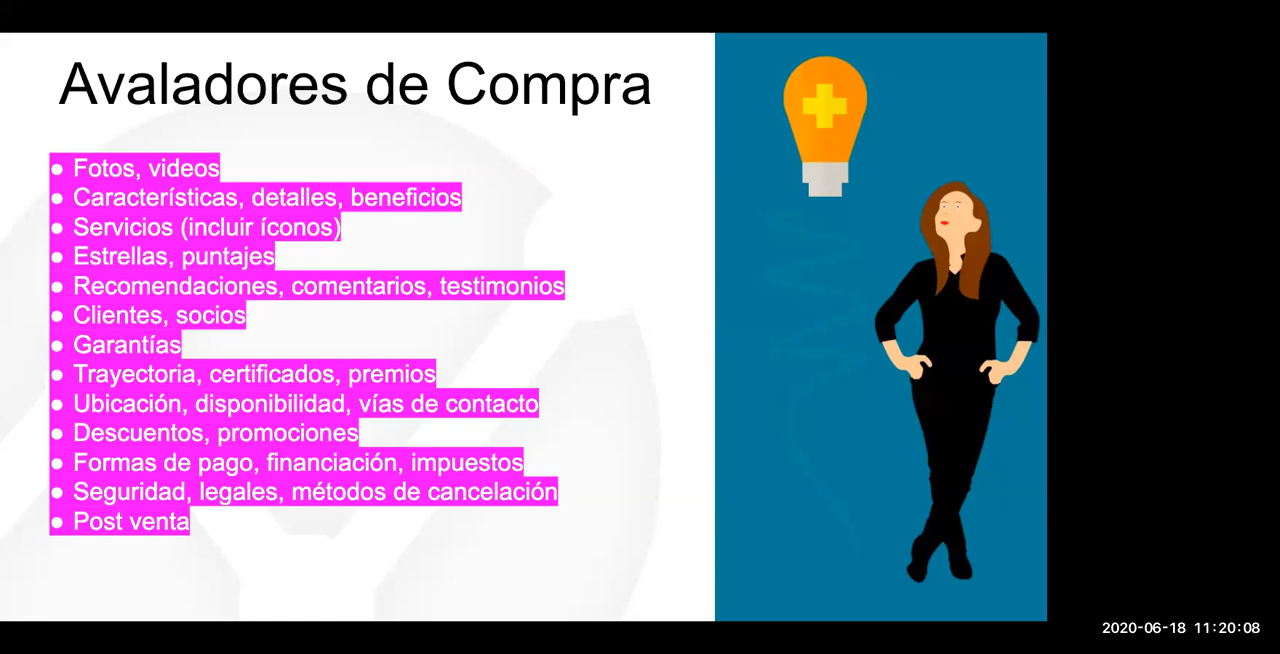 Avaladores de Compra
● Fotos, videos
● Características, detalles, beneficios
● Servicios (incluir íconos)
● Estrellas, puntajes
● Recomendaciones, comentarios, testimonios
● Clientes, socios
● Garantías
● Trayectoria, certificados, premios
● Ubicación, disponibilidad, vías de contacto
● Descuentos, promociones
● Formas de pago, financiación, impuestos
● Seguridad, legales, métodos de cancelación
● Post venta
2020-06-18 11:20:08